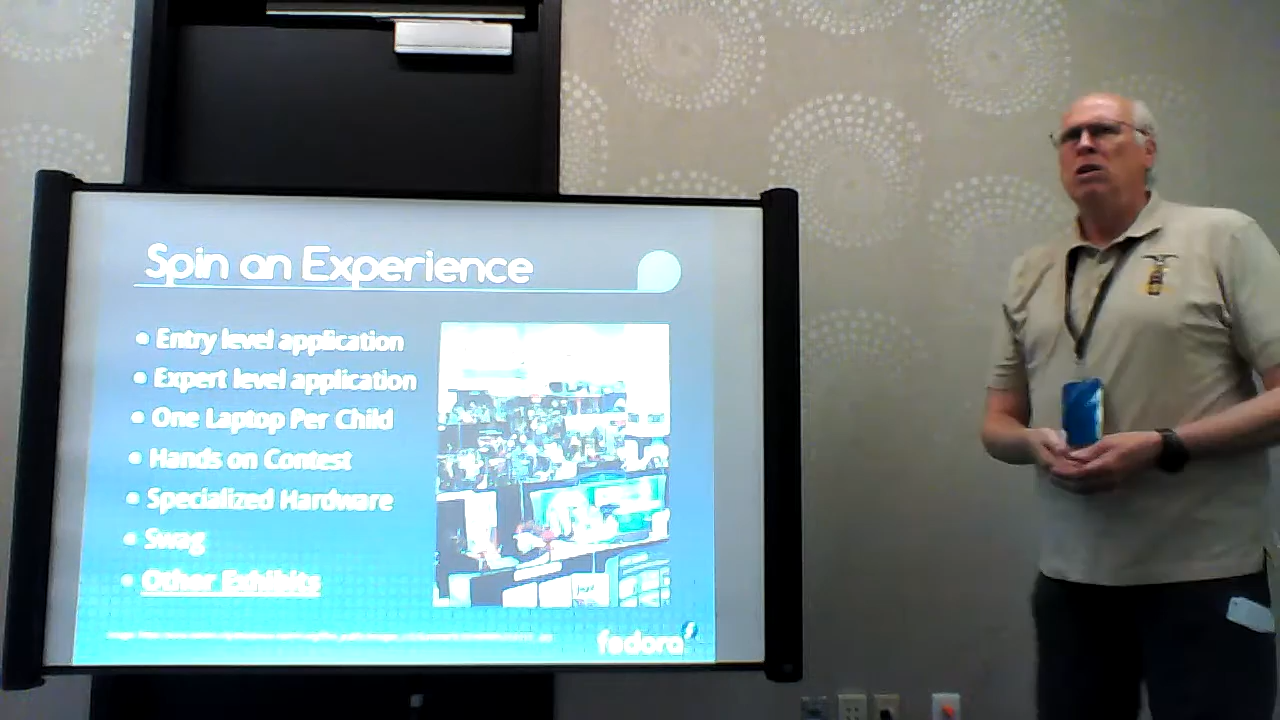 Spin on Experience
Entry level application
Expert level application
One Laptop Per Child
Hands on Contest
Specialized Hardware
Swag
Other Exhibits
fedora